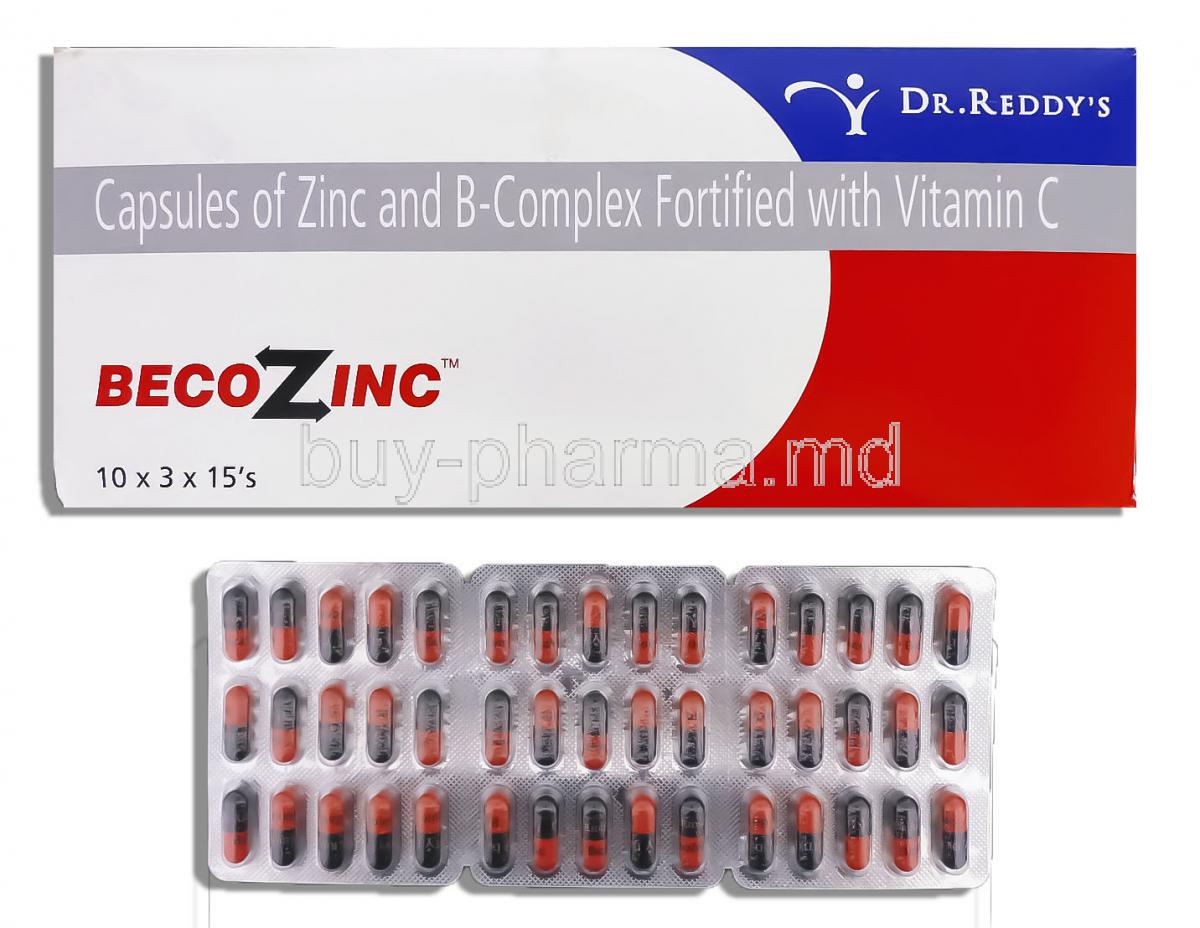 DR.REDDY'S
Capsules of Zinc and B-Complex Fortified with Vitamin C
BECOZINC™
buy-pharma.md
10 x 3 x 15's